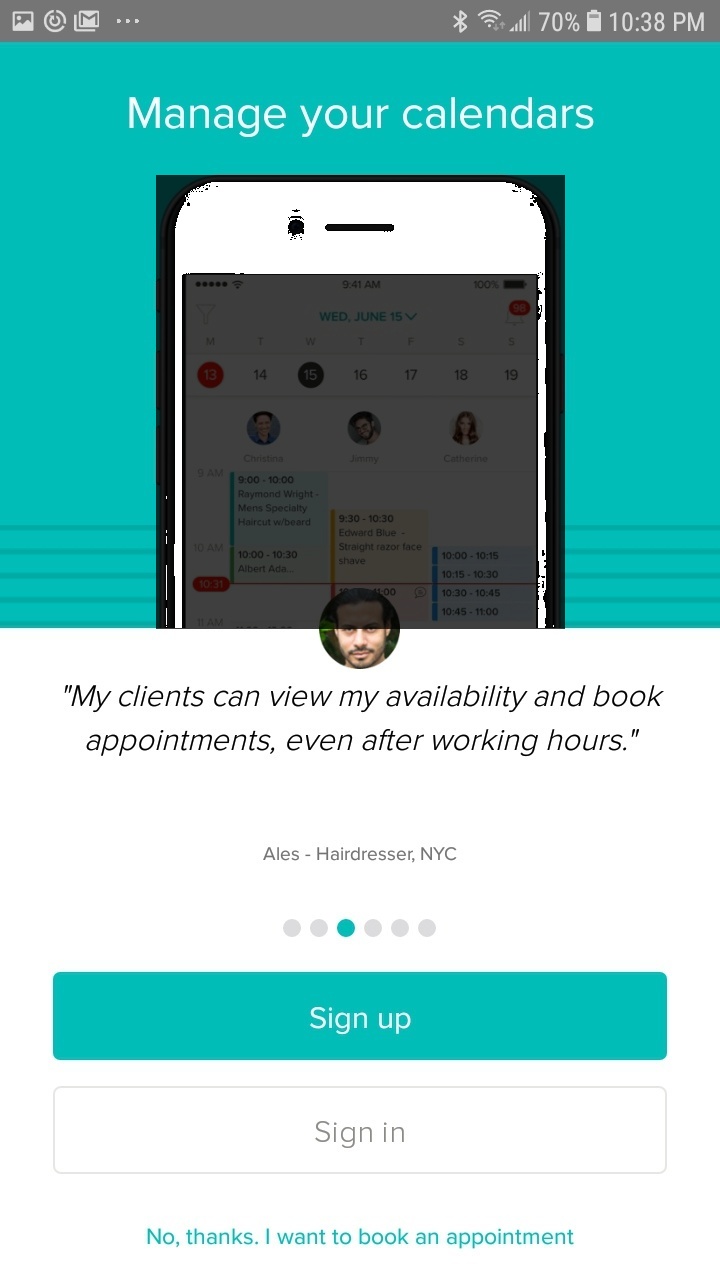 70% 10:38 PM
Manage your calendars
9:41 AM 100%
WED, JUNE 15
98
M T W T F S S
13 14 15 16 17 18 19
Christina Jimmy Catherine
9 AM
9:00 - 10:00
Raymond Wright -
Mens Specialty
Haircut w/beard
9:30 - 10:30
Edward Blue -
Straight razor face
shave
10 AM
10:00 - 10:30
Albert Ada...
10:00 - 10:15
10:15 - 10:30
10:31
10:30 - 10:45
10:45 - 11:00
11 AM
"My clients can view my availability and book
appointments, even after working hours."
Ales - Hairdresser, NYC
Sign up
Sign in
No, thanks. I want to book an appointment